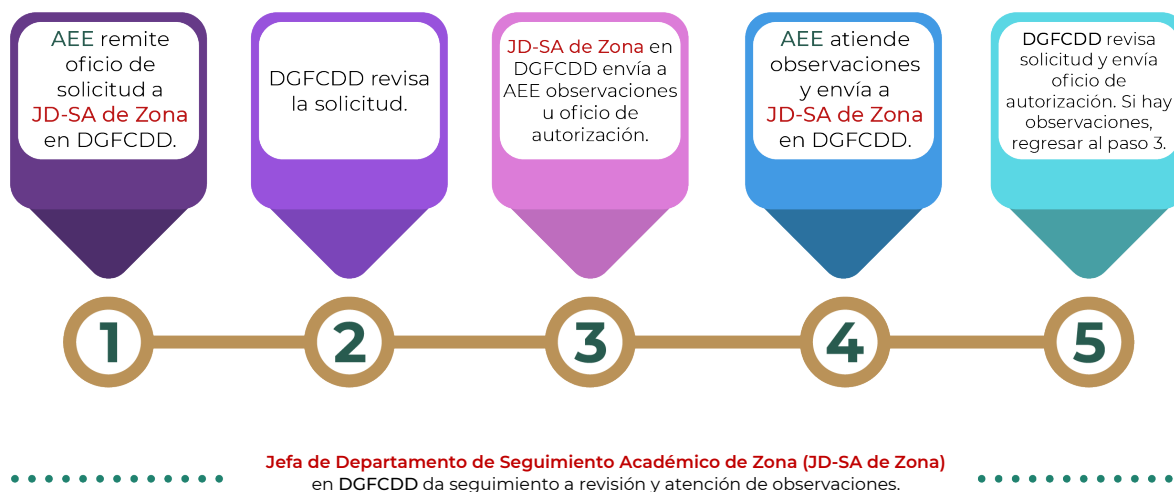 AEE remite
oficio de
solicitud a
JD-SA de Zona
en DGFCDD.
DGFCDD revisa
la solicitud.
JD-SA de Zona en
DGFCDD envía a
AEE observaciones
u oficio de
autorización.
AEE atiende
observaciones
y envía a
JD-SA de Zona
en DGFCDD.
DGFCDD revisa
solicitud y envía
oficio de
autorización. Si hay
observaciones,
regresar al paso 3.
1
2
3
4
5
Jefa de Departamento de Seguimiento Académico de Zona (JD-SA de Zona)
en DGFCDD da seguimiento a revisión y atención de observaciones.